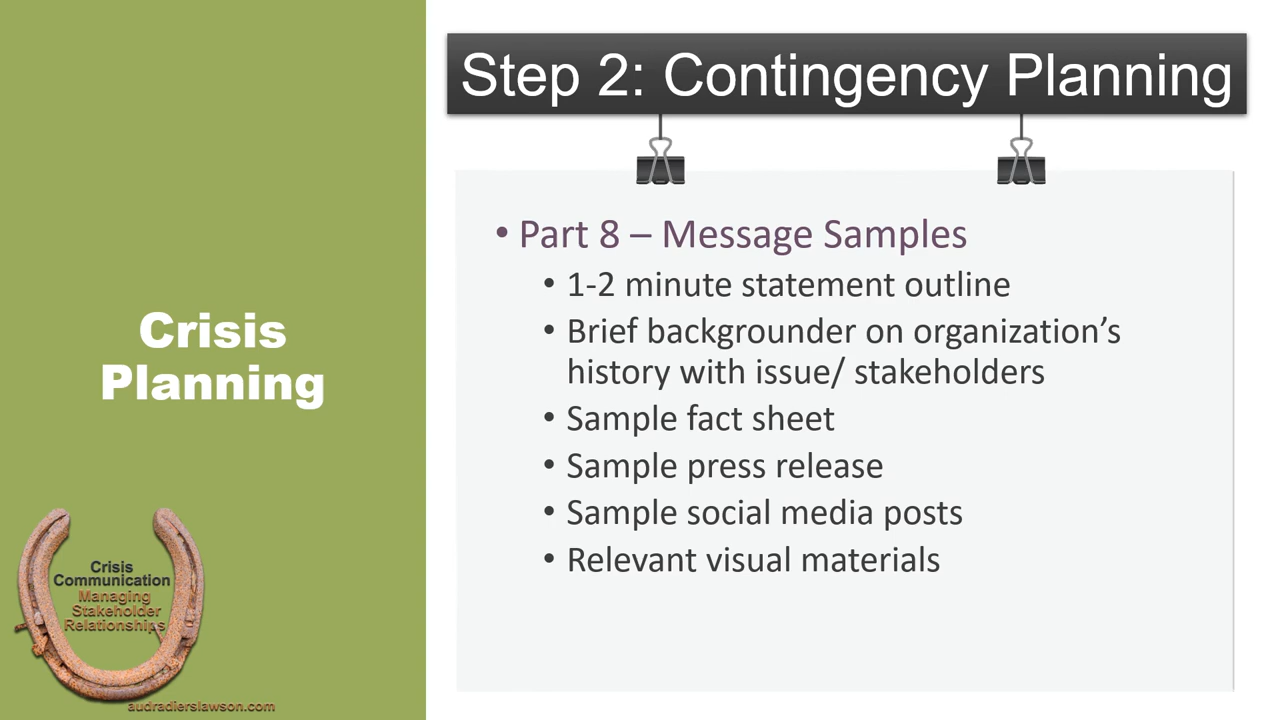 Step 2: Contingency Planning
Crisis
Planning
• Part 8 – Message Samples
• 1-2 minute statement outline
• Brief backgrounder on organization’s
history with issue/ stakeholders
• Sample fact sheet
• Sample press release
• Sample social media posts
• Relevant visual materials
Crisis
Communication
Managing
Stakeholder
Relationships
audradierslawson.com